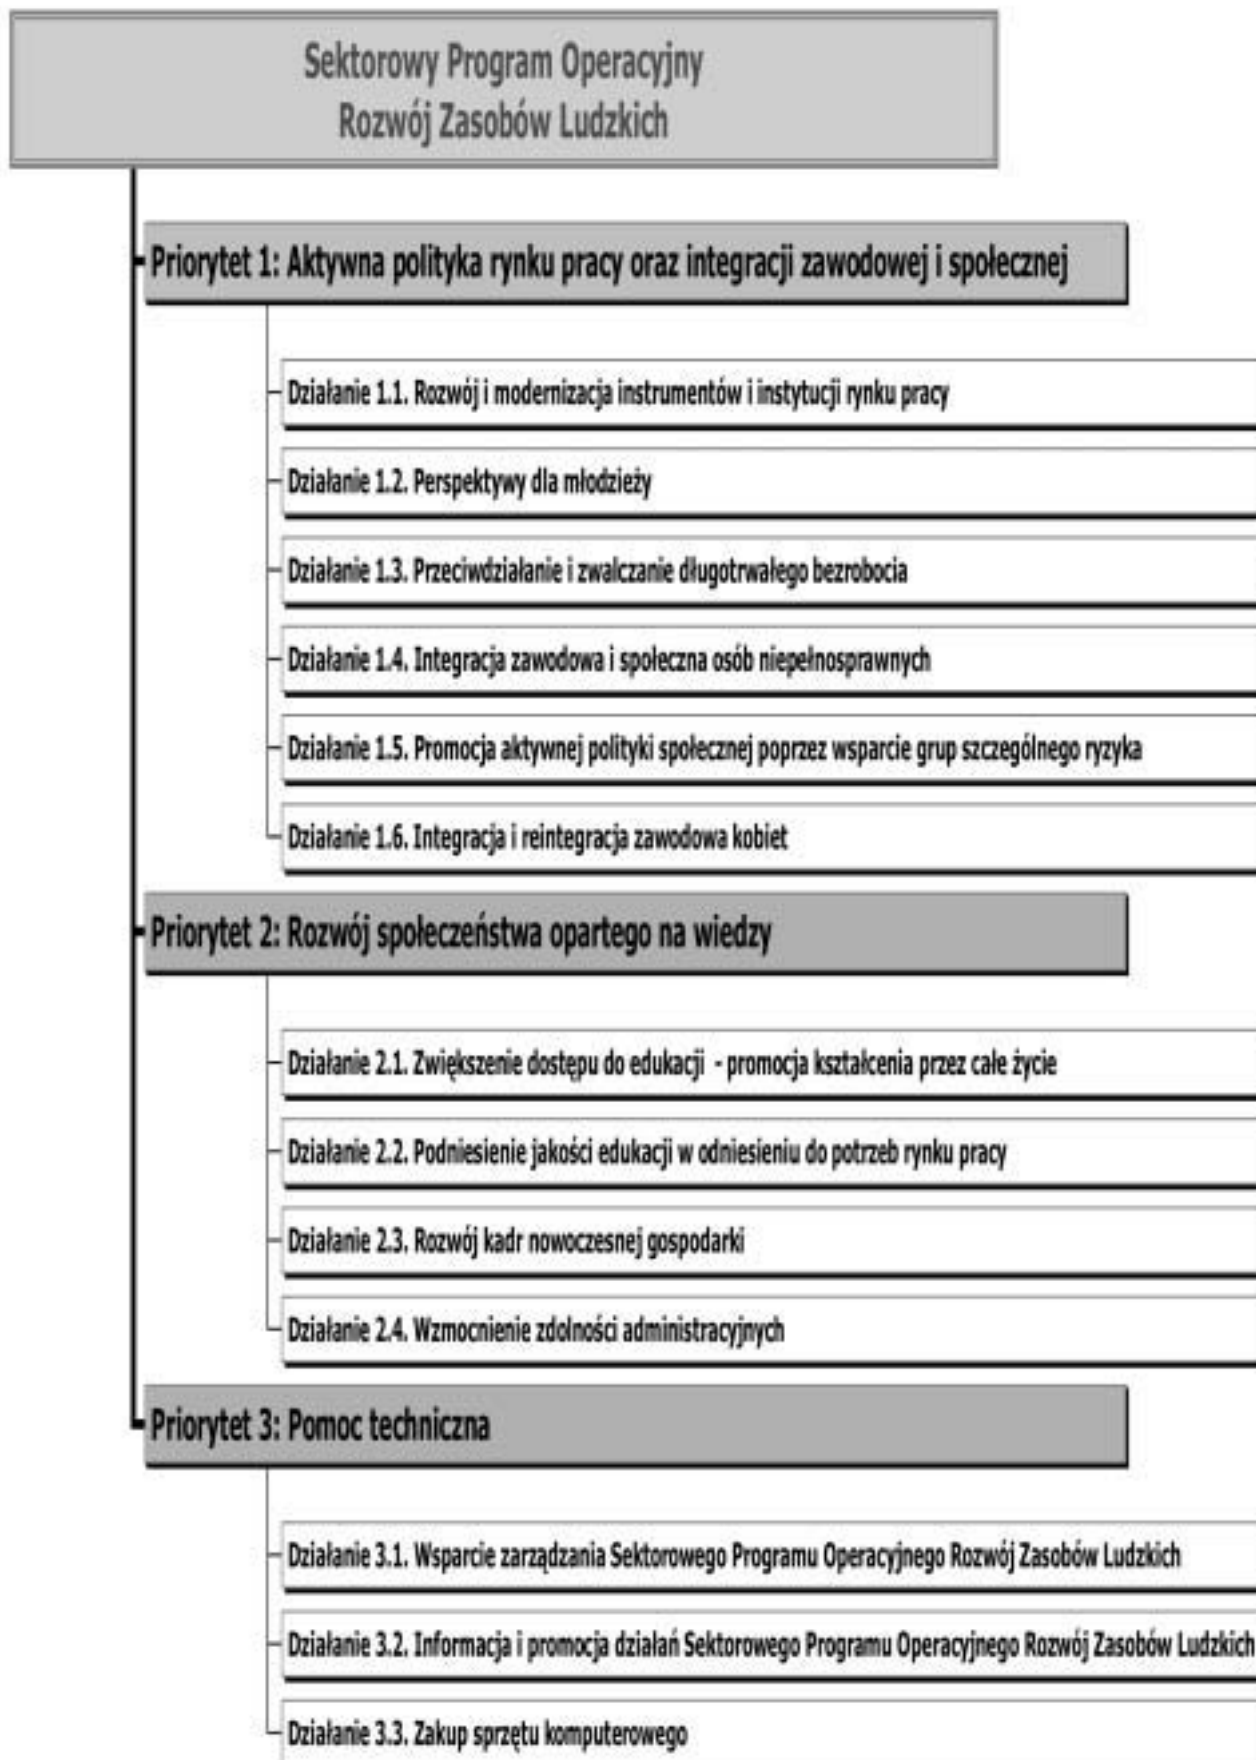 Sektorowy Program Operacyjny
Rozwój Zasobów Ludzkich
Priorytet 1: Aktywna polityka rynku pracy oraz integracji zawodowej i społecznej
Działanie 1.1. Rozwój i modernizacja instrumentów i instytucji rynku pracy
Działanie 1.2. Perspektywy dla młodzieży
Działanie 1.3. Przeciwdziałanie i zwalczanie długotrwałego bezrobocia
Działanie 1.4. Integracja zawodowa i społeczna osób niepełnosprawnych
Działanie 1.5. Promocja aktywnej polityki społecznej poprzez wsparcie grup szczególnego ryzyka
Działanie 1.6. Integracja i reintegracja zawodowa kobiet
Priorytet 2: Rozwój społeczeństwa opartego na wiedzy
Działanie 2.1. Zwiększenie dostępu do edukacji - promocja kształcenia przez całe życie
Działanie 2.2. Podniesienie jakości edukacji w odniesieniu do potrzeb rynku pracy
Działanie 2.3. Rozwój kadr nowoczesnej gospodarki
Działanie 2.4. Wzmocnienie zdolności administracyjnych
Priorytet 3: Pomoc techniczna
Działanie 3.1. Wsparcie zarządzania Sektorowego Programu Operacyjnego Rozwój Zasobów Ludzkich
Działanie 3.2. Informacja i promocja działań Sektorowego Programu Operacyjnego Rozwój Zasobów Ludzkich
Działanie 3.3. Zakup sprzętu komputerowego